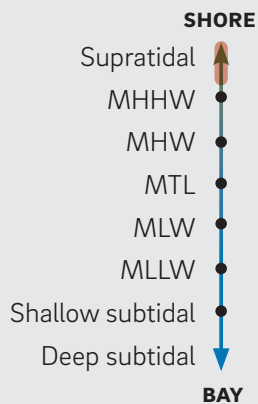 SHORE
Supratidal
MHHW
MHW
MTL
MLW
MLLW
Shallow subtidal
Deep subtidal
BAY